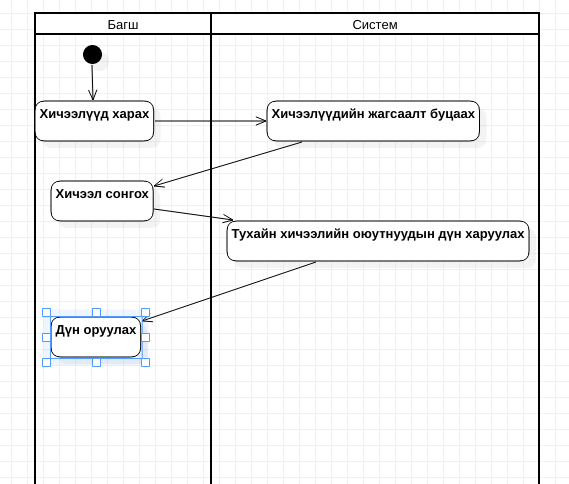 Багш
Систем
Хичээлүүд харах
Хичээлүүдийн жагсаалт буцаах
Хичээл сонгох
Тухайн хичээлийн оюутнуудын дүн харуулах
Дүн оруулах